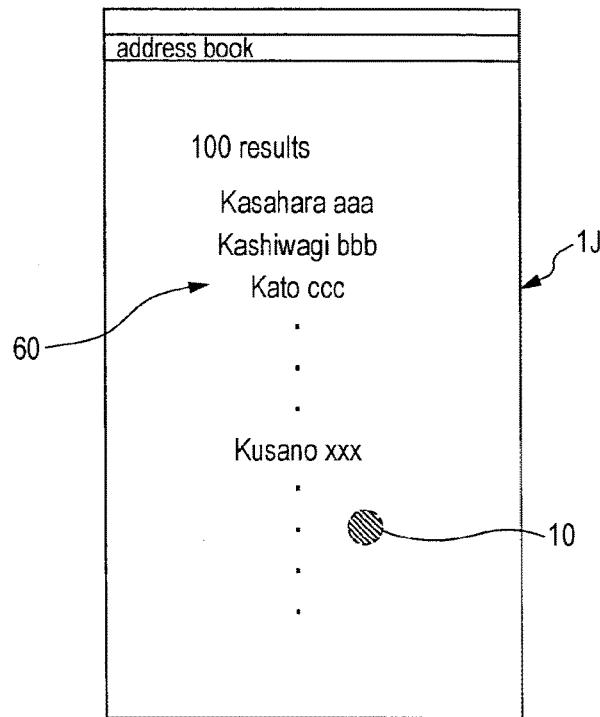 address book
100 results
Kasahara aaa
Kashiwagi bbb
1J
Kato ccc
60
Kusano xxx
10